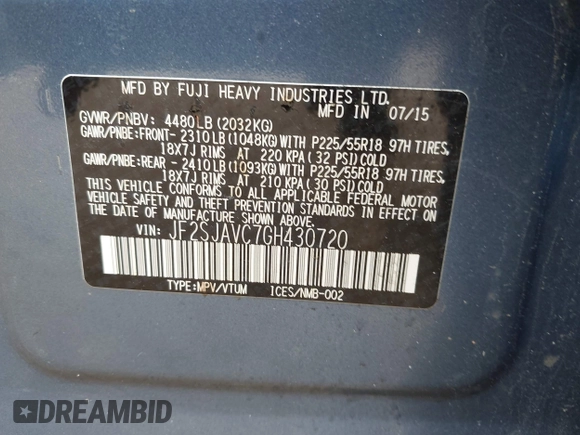 MFD BY FUJI HEAVY INDUSTRIES LTD.
MFD IN 07/15
GVWR/PNBV: 4480LB(2032KG)
GAWR/PNBE:FRONT- 2310LB(1048KG)WITH P225/55R18 97H TIRES,
18X7J RIMS AT 220 KPA(32 PSI)COLD
GAWR/PNBE:REAR - 2410LB(1093KG)WITH P225/55R18 97H TIRES,
18X7J RIMS AT 210 KPA(30 PSI)COLD
THIS VEHICLE CONFORMS TO ALL APPLICABLE FEDERAL MOTOR
VEHICLE SAFETY AND THEFT PREVENTION STANDARDS IN EFFECT
ON THE DATE OF MANUFACTURE SHOWN ABOVE.
VIN: JF2SJAVC7GH430720
TYPE:MPV/VTUM ICES/NMB-002
DREAMBID